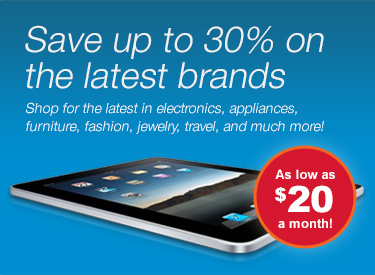 Save up to 30% on
the latest brands
Shop for the latest in electronics, appliances,
furniture, fashion, jewelry, travel, and much more!
As low as
$20
a month!